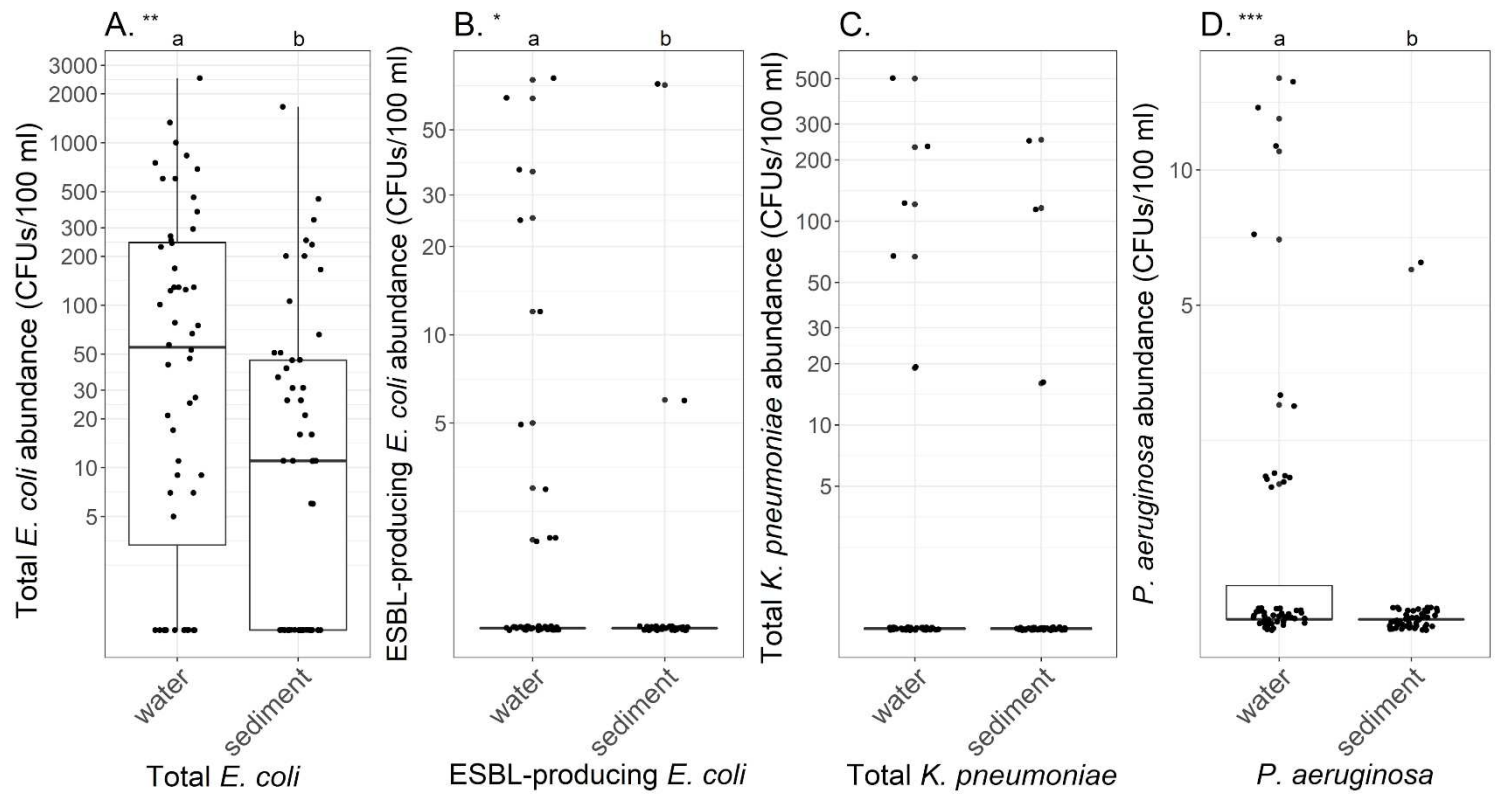 A. **
a b
Total E. coli abundance (CFUs/100 ml)
3000
2000
1000
500
300
200
100
50
30
20
10
5
water
sediment
Total E. coli
B. *
a b
ESBL-producing E. coli abundance (CFUs/100 ml)
50
30
20
10
5
water
sediment
ESBL-producing E. coli
C.
Total K. pneumoniae abundance (CFUs/100 ml)
500
300
200
100
50
30
20
10
5
water
sediment
Total K. pneumoniae
D. ***
a b
P. aeruginosa abundance (CFUs/100 ml)
10
5
water
sediment
P. aeruginosa